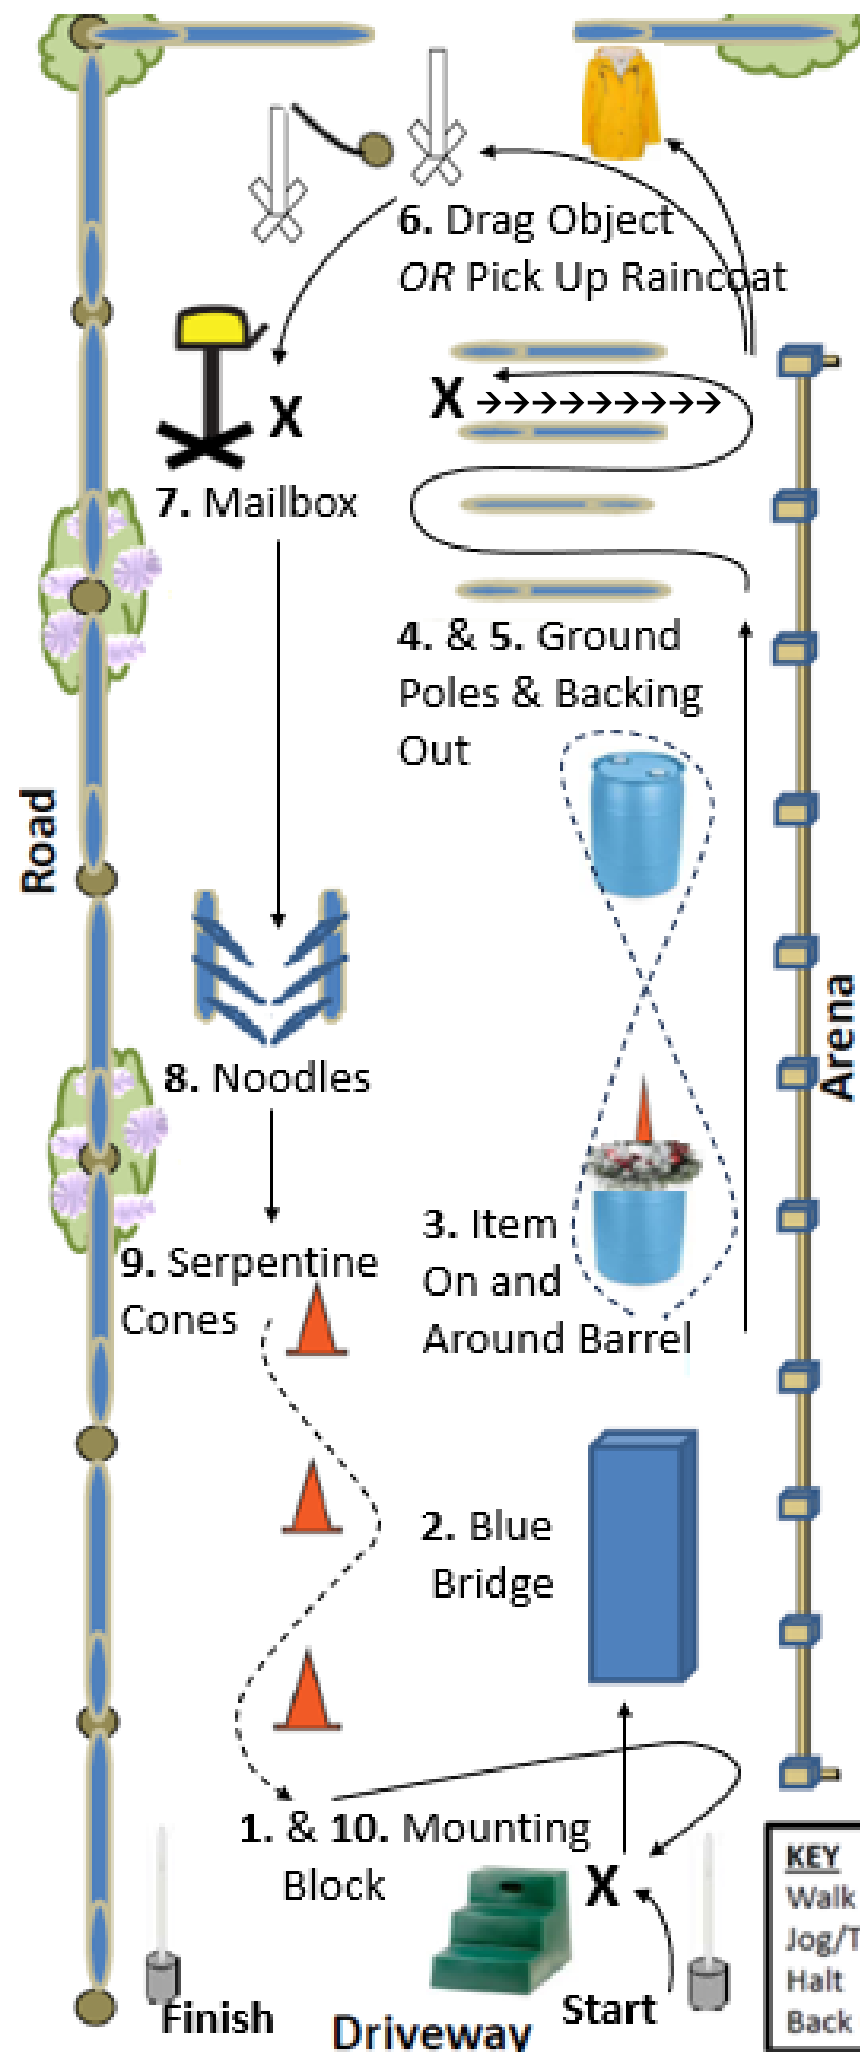 6. Drag Object
OR Pick Up Raincoat
X
X
7. Mailbox
4. & 5. Ground
Poles & Backing
Out
Road
Arena
8. Noodles
3. Item
On and
Around Barrel
9. Serpentine
Cones
2. Blue
Bridge
1. & 10. Mounting
Block
X
KEY
Walk
Jog/T
Halt
Back
Finish
Start
Driveway